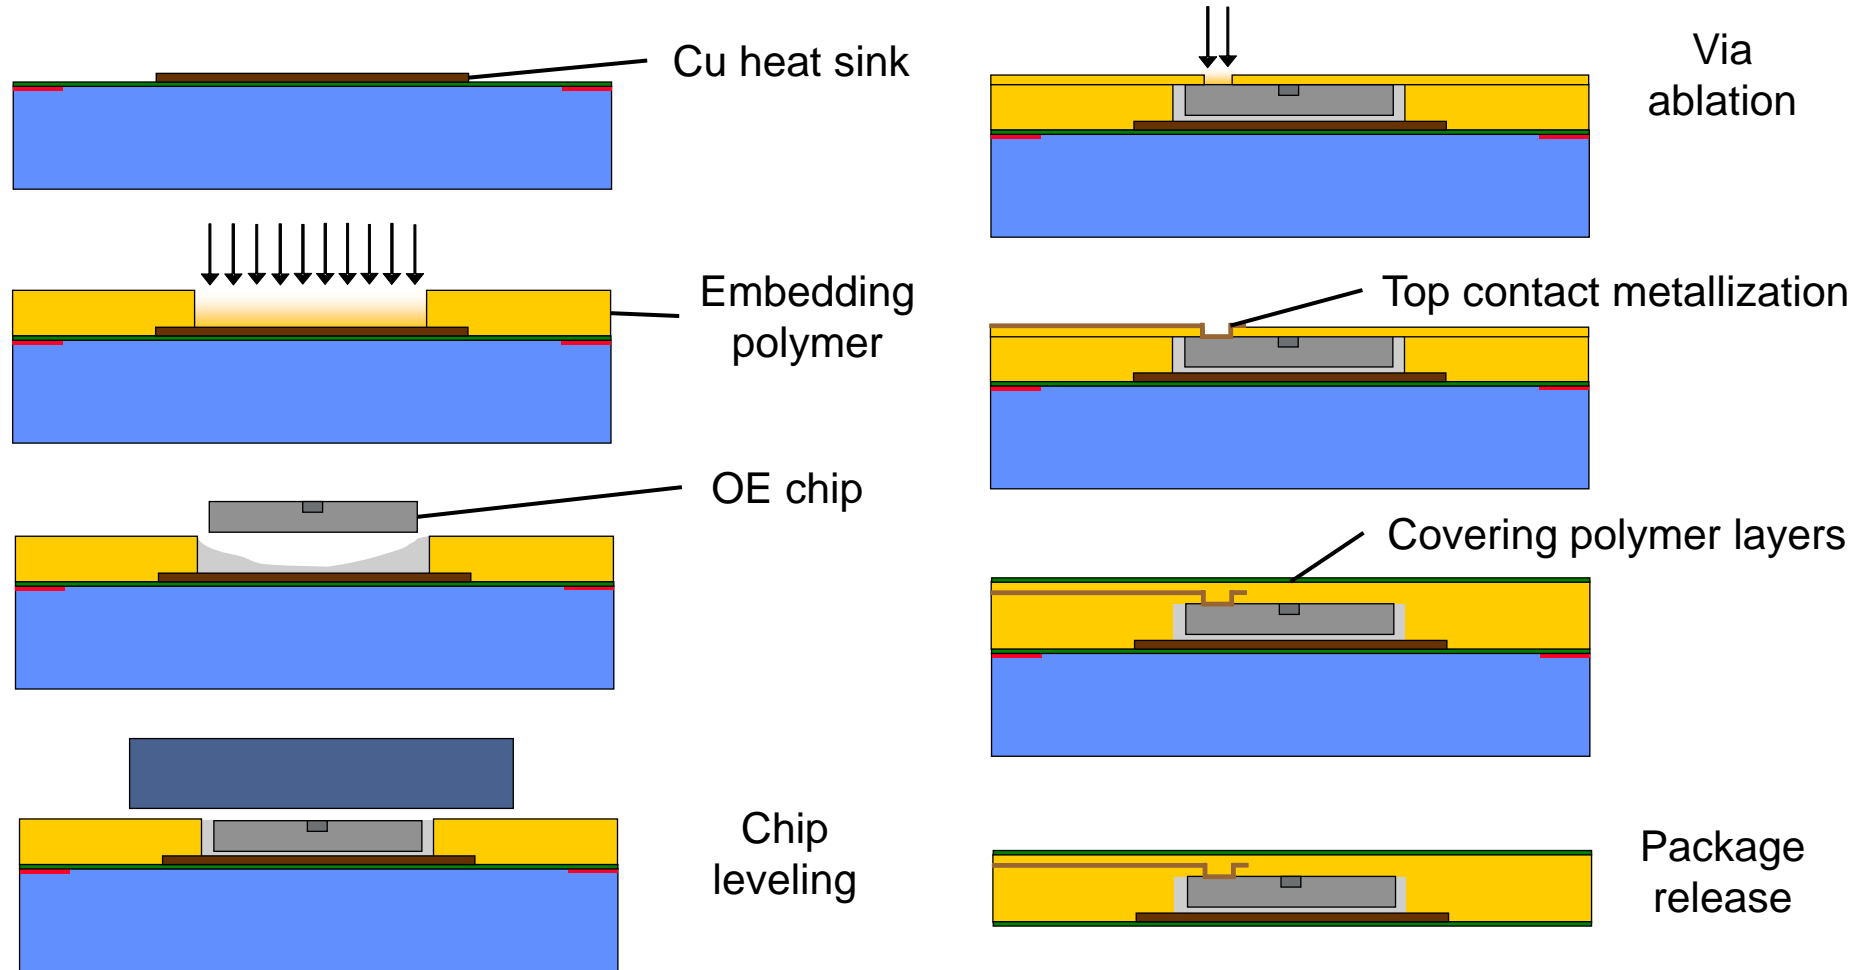 Cu heat sink
Embedding
polymer
OE chip
Chip
leveling
Via
ablation
Top contact metallization
Covering polymer layers
Package
release